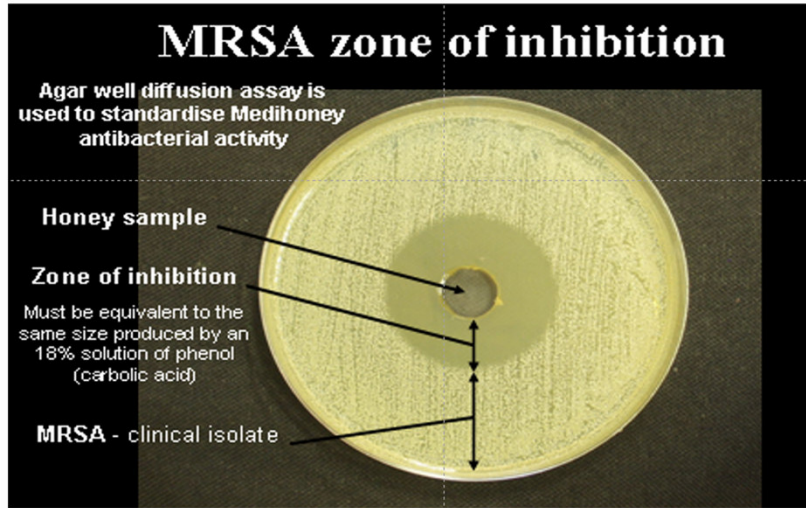 MRSA zone of inhibition
Agar well diffusion assay is
used to standardise Medihoney
antibacterial activity
Honey sample
Zone of inhibition
Must be equivalent to the
same size produced by an
18% solution of phenol
(carbolic acid)
MRSA - clinical isolate